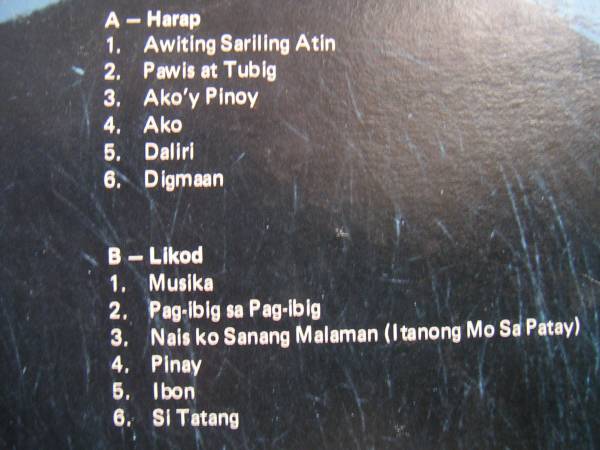 A – Harap
1. Awiting Sariling Atin
2. Pawis at Tubig
3. Ako'y Pinoy
4. Ako
5. Daliri
6. Digmaan
B – Likod
1. Musika
2. Pag-ibig sa Pag-ibig
3. Nais ko Sanang Malaman (Itanong Mo Sa Patay)
4. Pinay
5. Ibon
6. Si Tatang